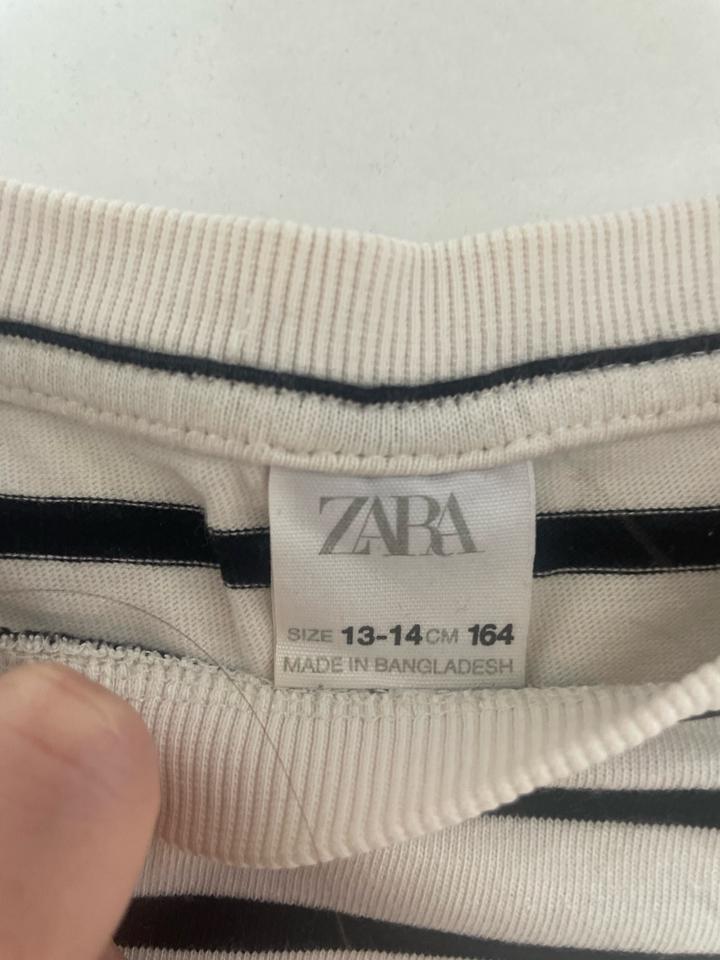 ZARA
SIZE 13-14 CM 164
MADE IN BANGLADESH